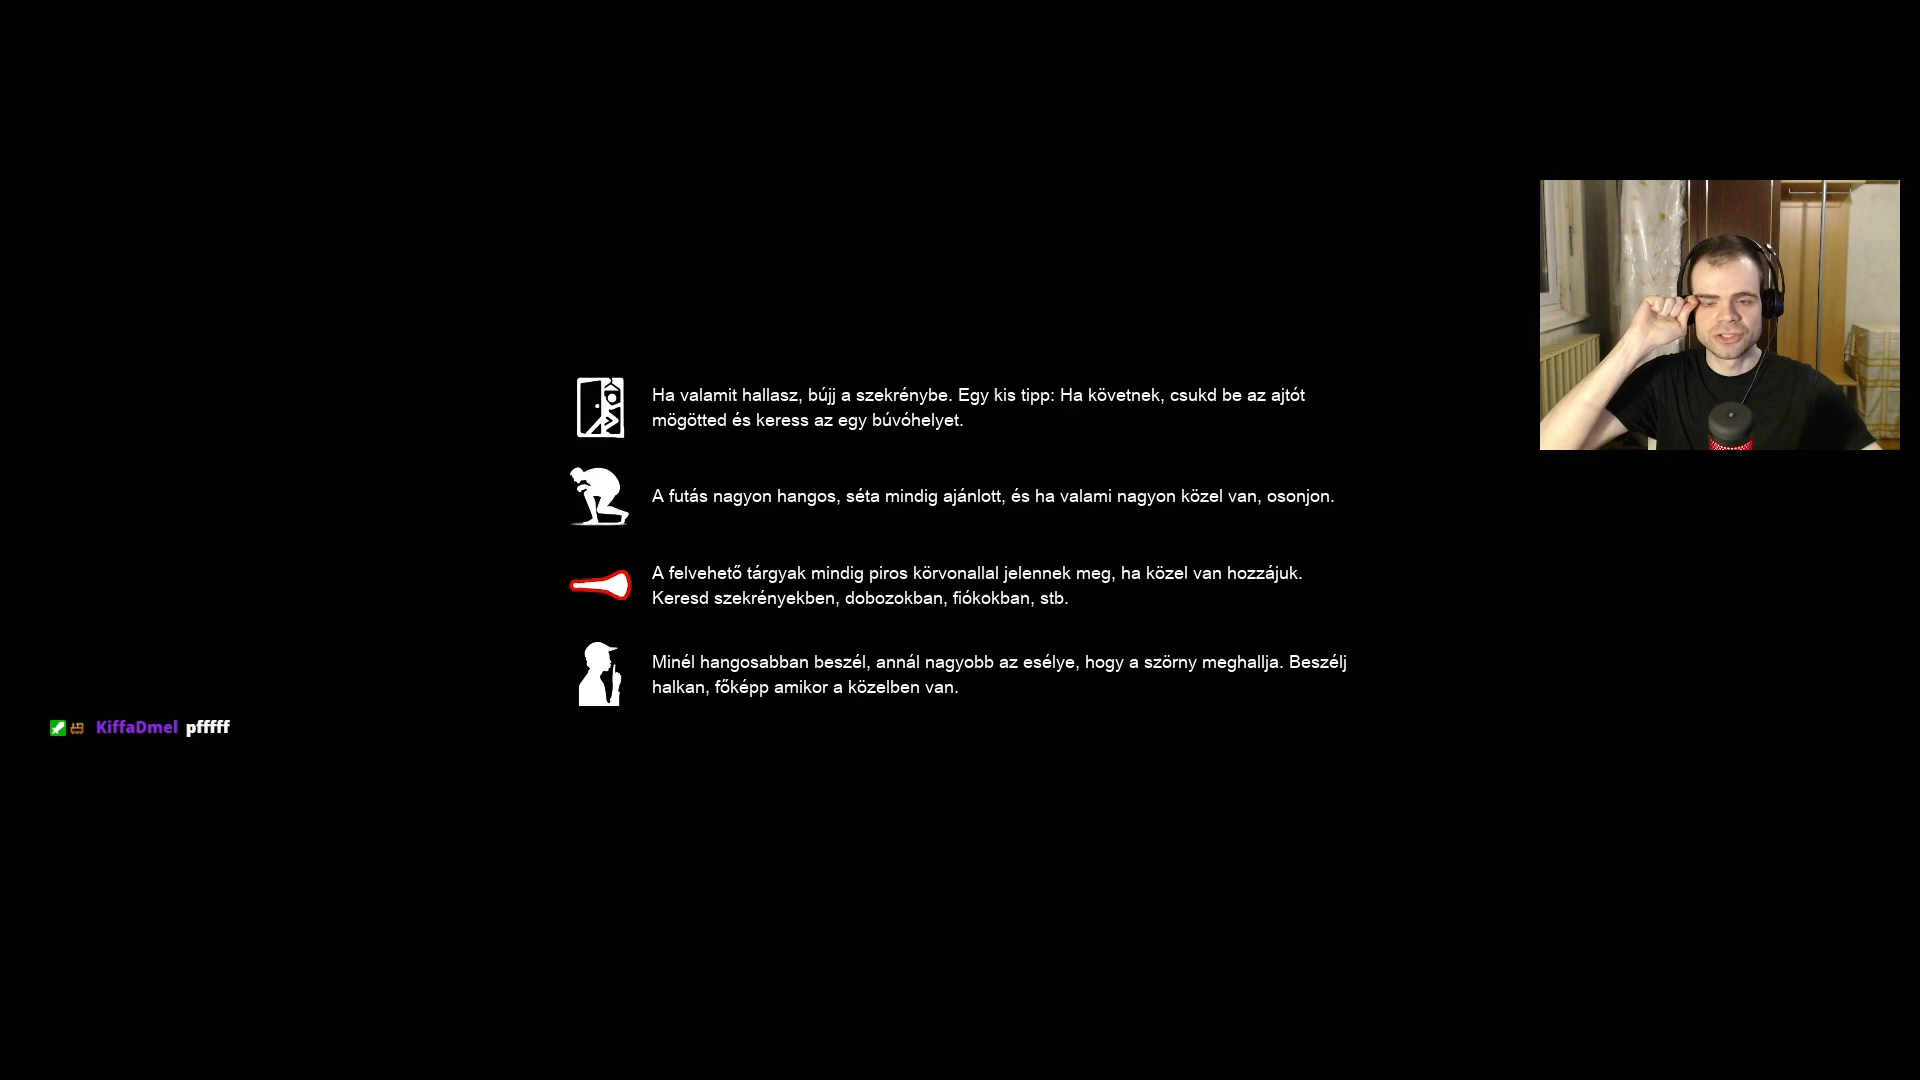 Ha valamit hallasz, bújj a szekrénybe. Egy kis tipp: Ha követnek, csukd be az ajtót
mögötted és keress az egy búvóhelyet.
A futás nagyon hangos, séta mindig ajánlott, és ha valami nagyon közel van, osonjon.
A felvehető tárgyak mindig piros körvonallal jelennek meg, ha közel van hozzájuk.
Keresd szekrényekben, dobozokban, fiókokban, stb.
Minél hangosabban beszél, annál nagyobb az esélye, hogy a szörny meghallja. Beszélj
halkan, főképp amikor a közelben van.
KiffaDmel pfffff